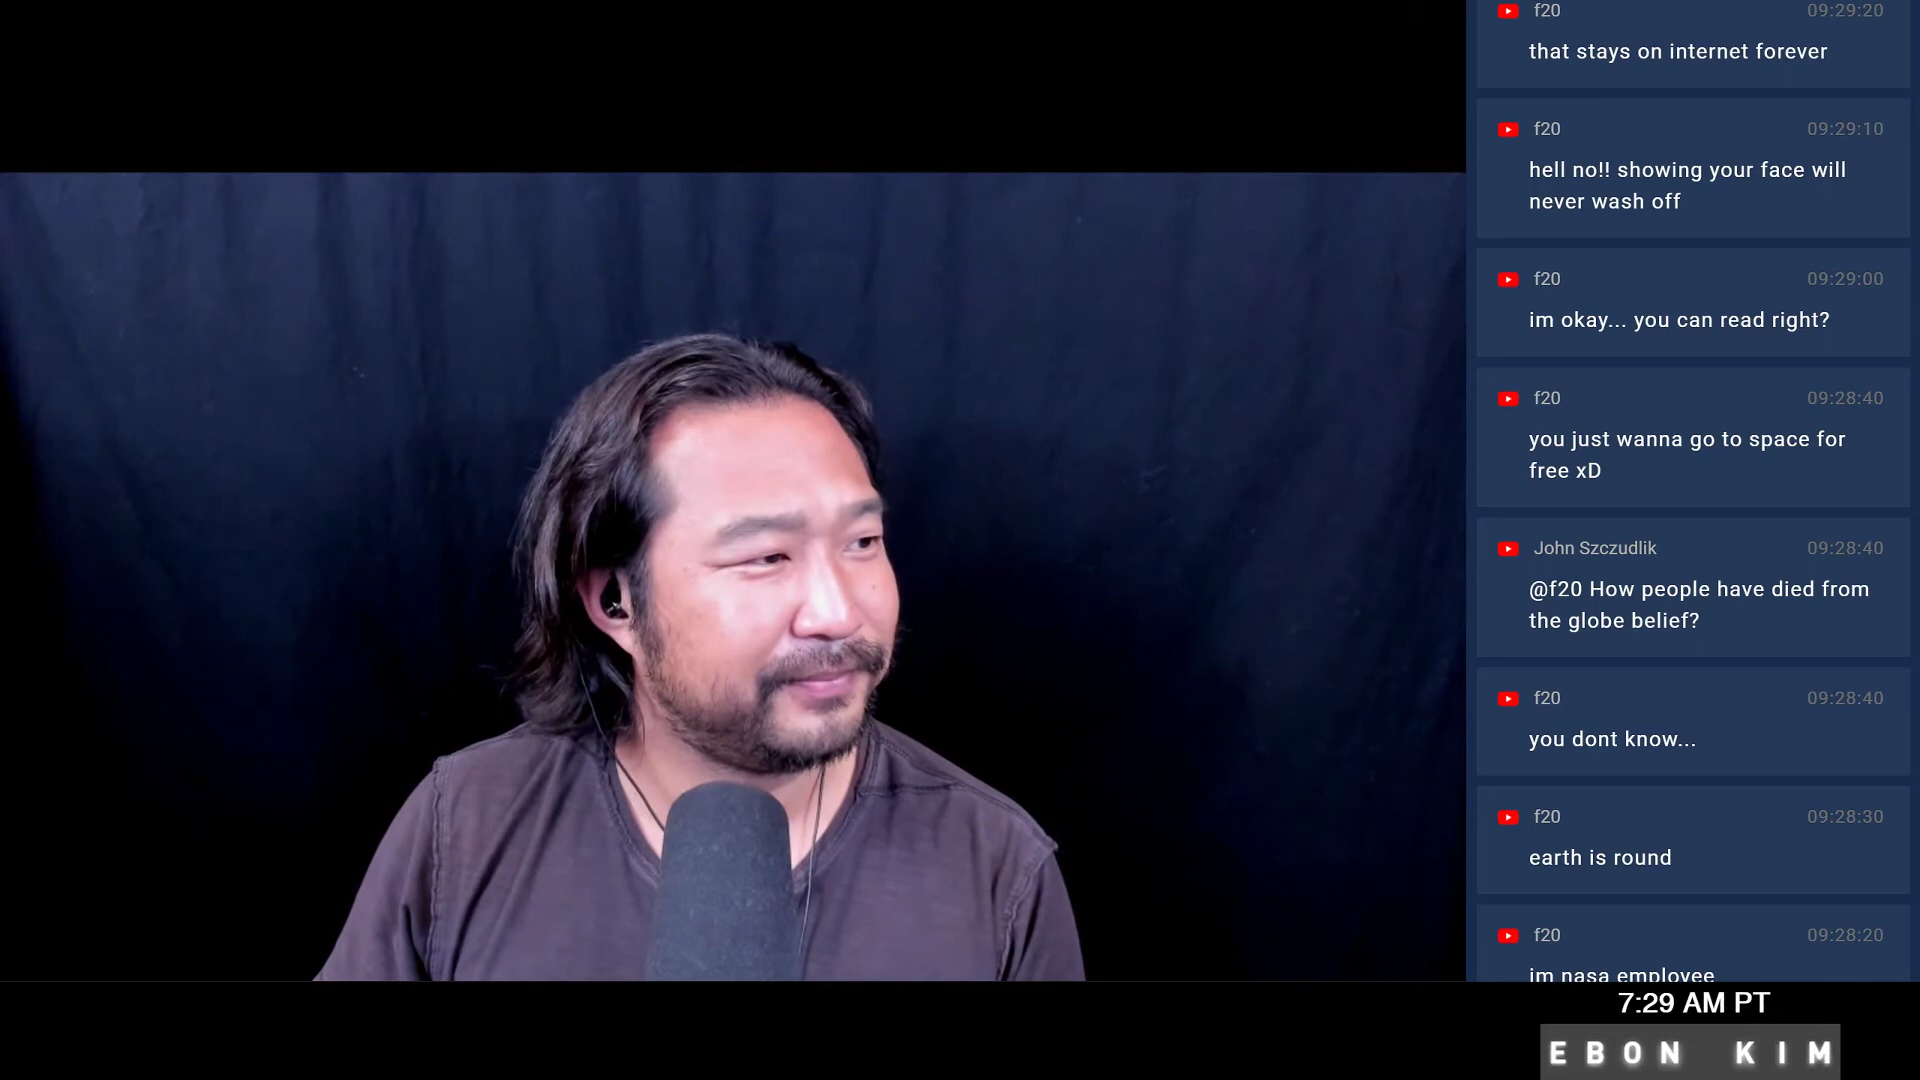 f20 09:29:20
that stays on internet forever
f20 09:29:10
hell no!! showing your face will
never wash off
f20 09:29:00
im okay... you can read right?
f20 09:28:40
you just wanna go to space for
free xD
John Szczudlik 09:28:40
@f20 How people have died from
the globe belief?
f20 09:28:40
you dont know...
f20 09:28:30
earth is round
f20 09:28:20
im nasa employee
7:29 AM PT
EBON KIM